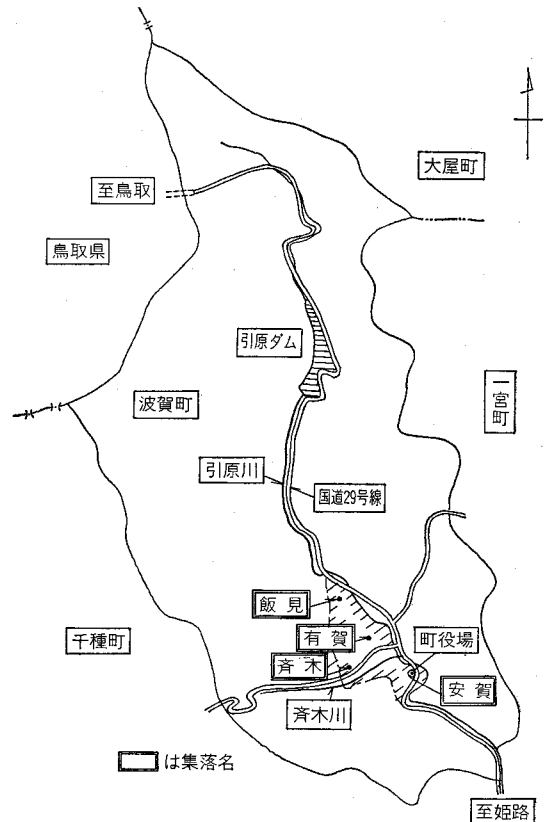 大屋町
至鳥取
鳥取県
引原ダム
一宮町
波賀町
引原川
国道29号線
飯見
有賀
千種町
町役場
斉木
安賀
斉木川
は集落名
至姫路